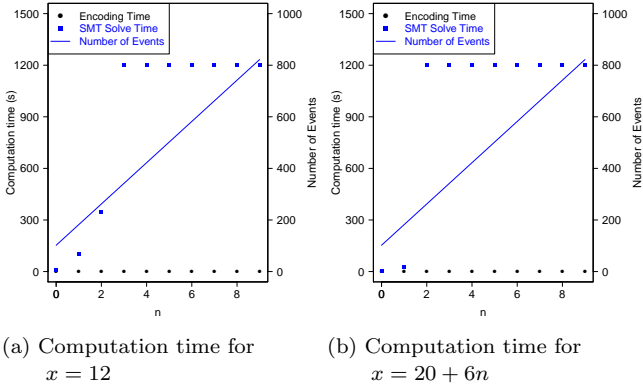 Encoding Time
SMT Solve Time
Number of Events
Computation time (s)
0 300 600 900 1200 1500
0 2 4 6 8
0
n
0 200 400 600 800 1000
Number of Events
Encoding Time
SMT Solve Time
Number of Events
Computation time (s)
0 300 600 900 1200 1500
0 2 4 6 8
0
n
0 200 400 600 800 1000
Number of Events
(a) Computation time for
x = 12
(b) Computation time for
x = 20 + 6n